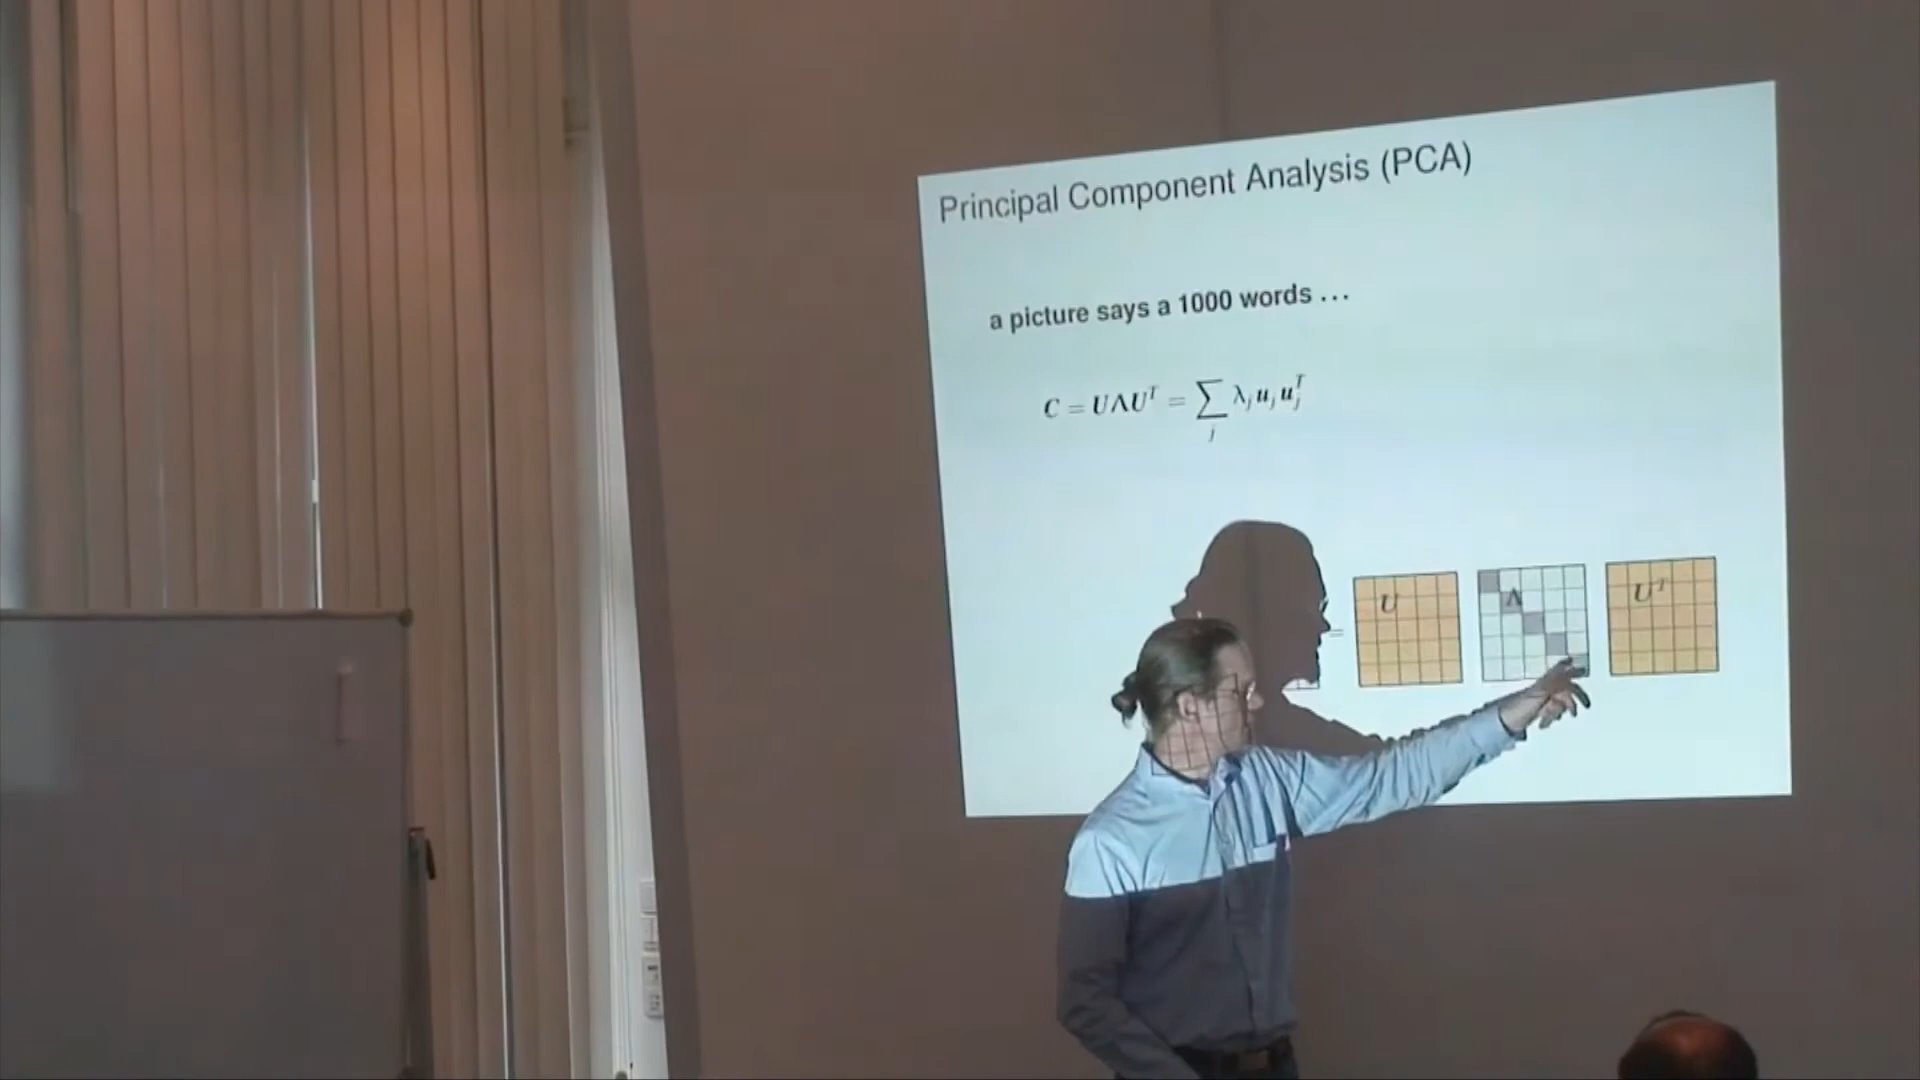 Principal Component Analysis (PCA)
a picture says a 1000 words ...
C = UΛU^T = ∑_j λ_j u_j u_j^T
= U Λ U^T